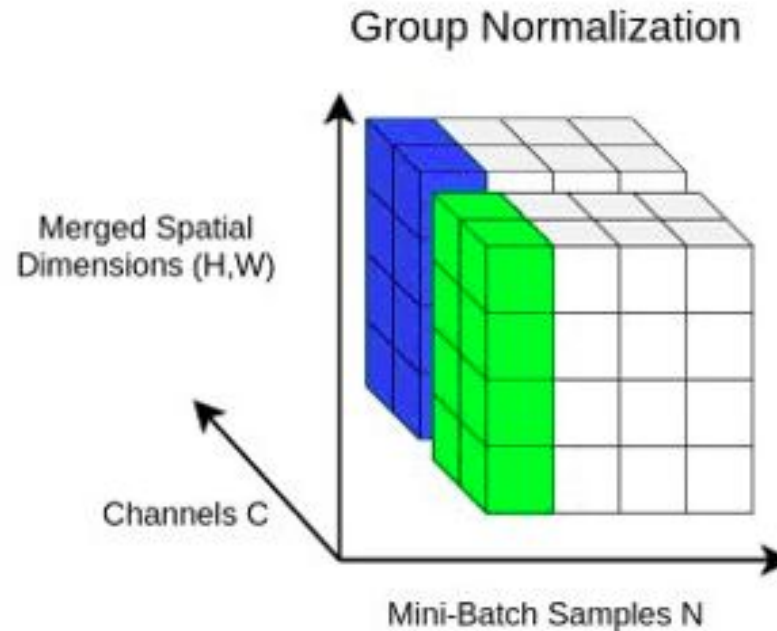 Group Normalization
Merged Spatial
Dimensions (H,W)
Channels C
Mini-Batch Samples N